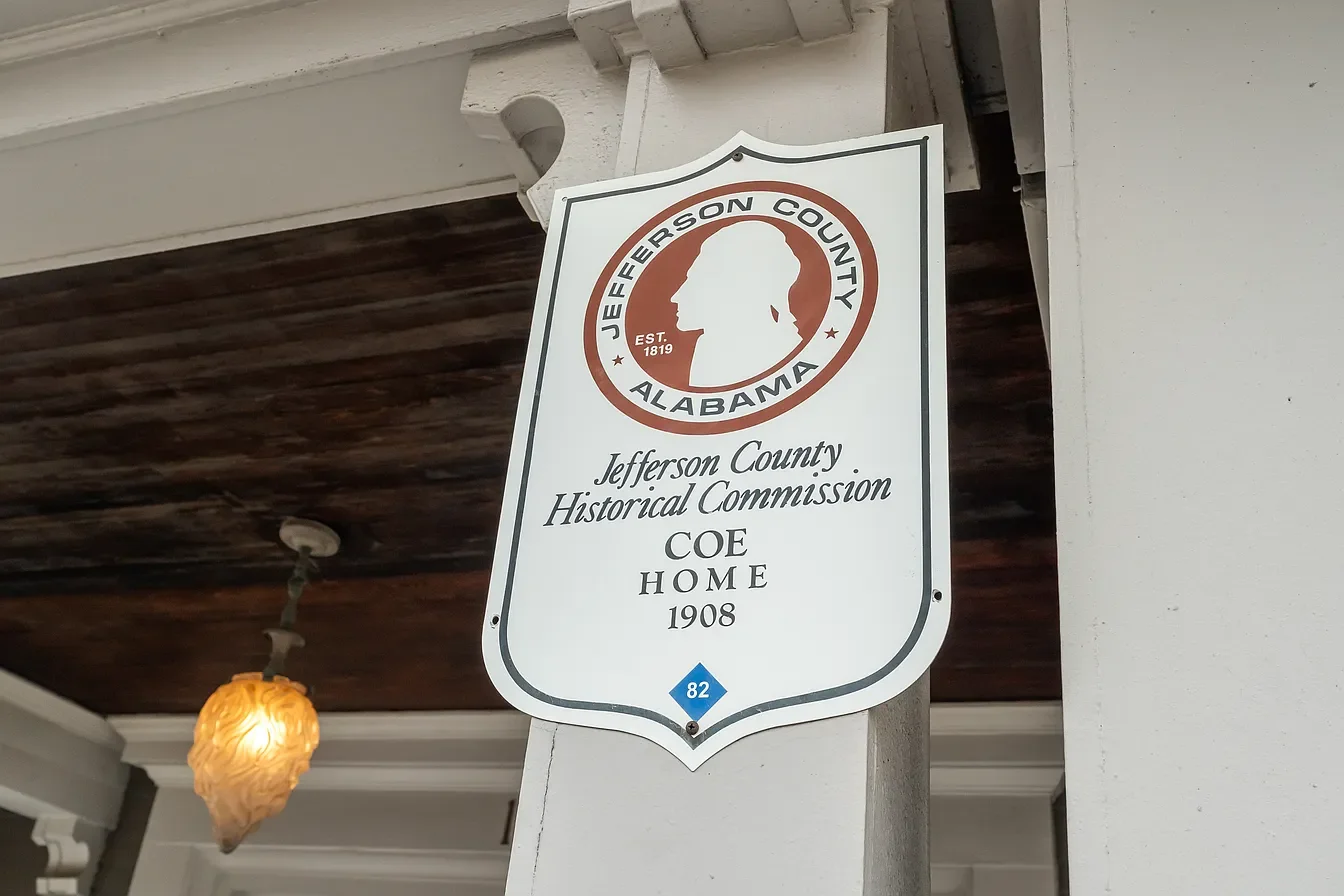 JEFFERSON COUNTY
EST.
1819
ALABAMA
Jefferson County
Historical Commission
COE
HOME
1908
82